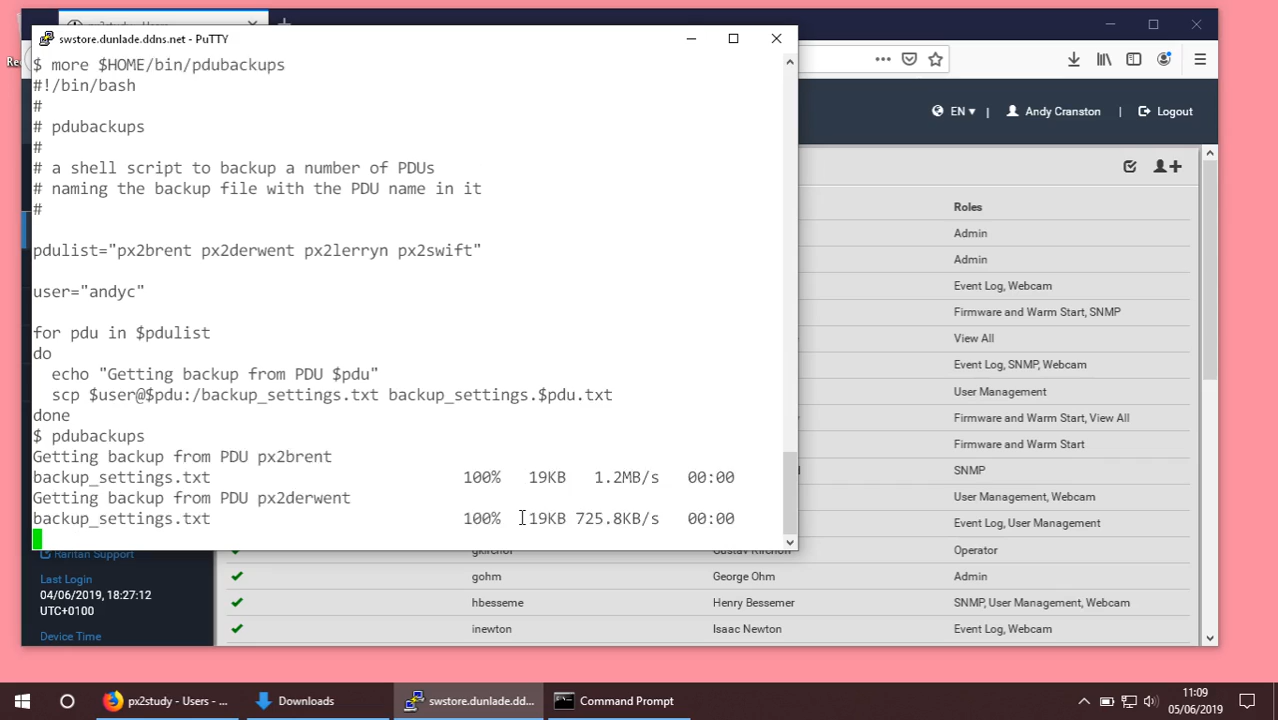 swstore.dunlade.ddns.net - PuTTY
$ more $HOME/bin/pdubackups
#!/bin/bash
#
# pdubackups
#
# a shell script to backup a number of PDUs
# naming the backup file with the PDU name in it
#
pdulist="px2brent px2derwent px2lerryn px2swift"
user="andyc"
for pdu in $pdulist
do
echo "Getting backup from PDU $pdu"
scp $user@$pdu:/backup_settings.txt backup_settings.$pdu.txt
done
$ pdubackups
Getting backup from PDU px2brent
backup_settings.txt 100% 19KB 1.2MB/s 00:00
Getting backup from PDU px2derwent
backup_settings.txt 100% 19KB 725.8KB/s 00:00
EN
Andy Cranston
Logout
Roles
Admin
Admin
Event Log, Webcam
Firmware and Warm Start, SNMP
View All
Event Log, SNMP, Webcam
User Management
Firmware and Warm Start, View All
Firmware and Warm Start
SNMP
User Management, Webcam
Event Log, User Management, Webcam
Operator
gohm George Ohm Admin
hbesseme Henry Bessemer SNMP, User Management, Webcam
inewton Isaac Newton Event Log, Webcam
Raritan Support
Last Login
04/06/2019, 18:27:12
UTC+0100
Device Time
px2study - Users - ...
Downloads
swstore.dunlade.dd...
Command Prompt
11:09
05/06/2019